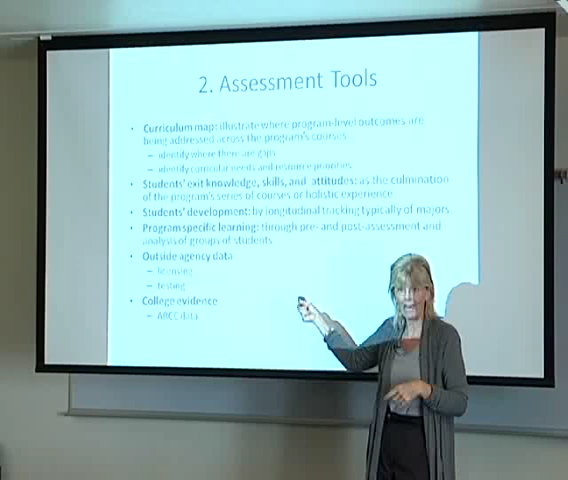 2. Assessment Tools
• Curriculum map: illustrate where program-level outcomes are
being addressed across the program's courses
– identify where there are gaps
– identify curricular needs and resource priorities
• Students' exit knowledge, skills, and attitudes: as the culmination
of the program's series of courses or holistic experience
• Students' development: by longitudinal tracking typically of majors
• Program specific learning: through pre- and post-assessment and
analysis of groups of students
• Outside agency data
– licensing
– testing
• College evidence
– ARCC data